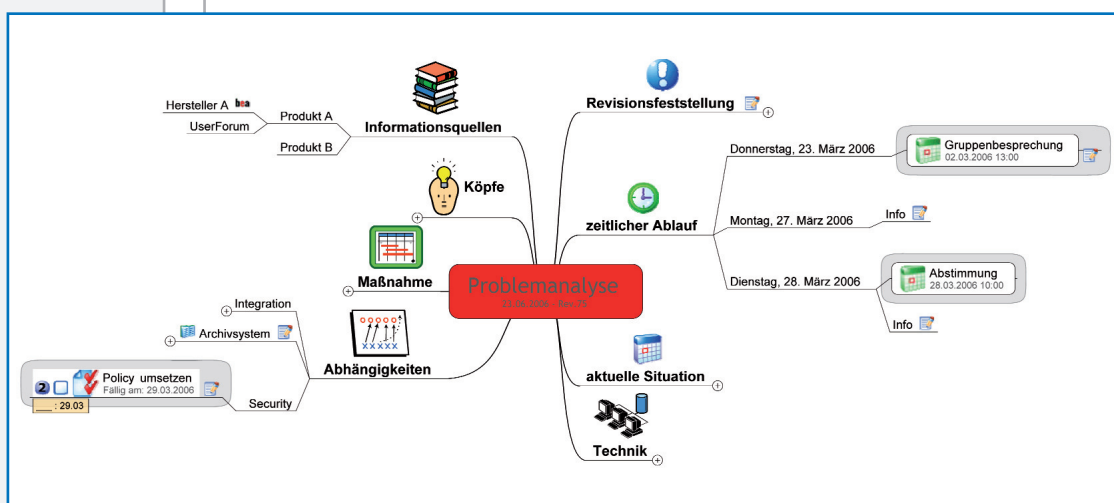 Informationsquellen
Produkt A
Hersteller A bea
UserForum
Produkt B
Köpfe
Maßnahme
Abhängigkeiten
Integration
Archivsystem
Security
2 Policy umsetzen
Fällig am: 29.03.2006
___ : 29.03
Problemanalyse
Revisionsfeststellung
zeitlicher Ablauf
Donnerstag, 23. März 2006
Gruppenbesprechung
02.03.2006 13:00
Montag, 27. März 2006
Info
Dienstag, 28. März 2006
Abstimmung
28.03.2006 10:00
Info
aktuelle Situation
Technik